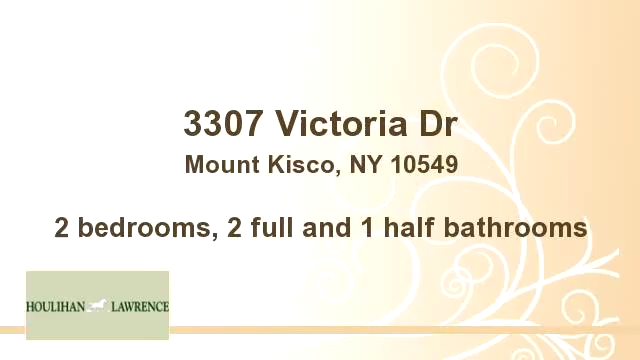 3307 Victoria Dr
Mount Kisco, NY 10549
2 bedrooms, 2 full and 1 half bathrooms
HOULIHAN LAWRENCE